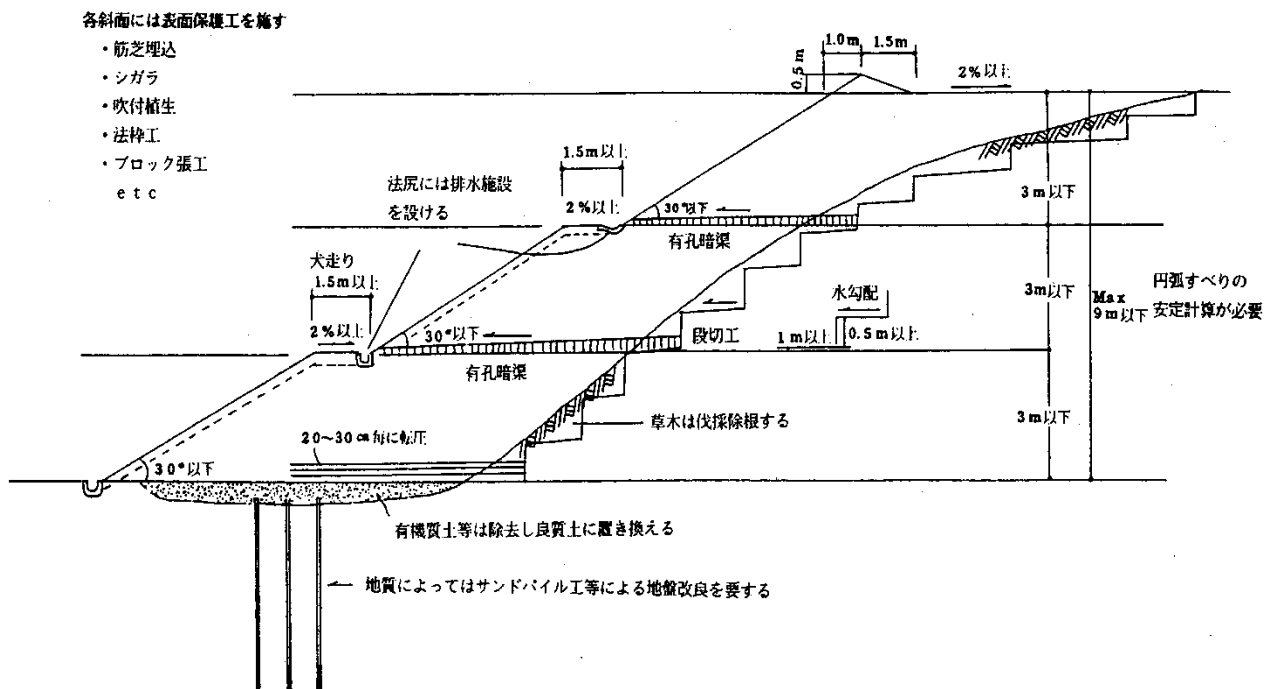 各斜面には表面保護工を施す
・筋芝埋込
・シガラ
・吹付植生
・法枠工
・ブロック張工
etc
1.0m
1.5m
0.5m
2%以上
1.5m以上
法尻には排水施設
を設ける
2%以上
30°以下
有孔暗渠
3m以下
犬走り
1.5m以上
2%以上
30°以下
有孔暗渠
段切工
水勾配
1m以上
0.5m以上
3m以下
Max
9m以下
円弧すべりの
安定計算が必要
草木は伐採除根する
3m以下
20〜30㎝毎に転圧
30°以下
有機質土等は除去し良質土に置き換える
地質によってはサンドパイル工等による地盤改良を要する